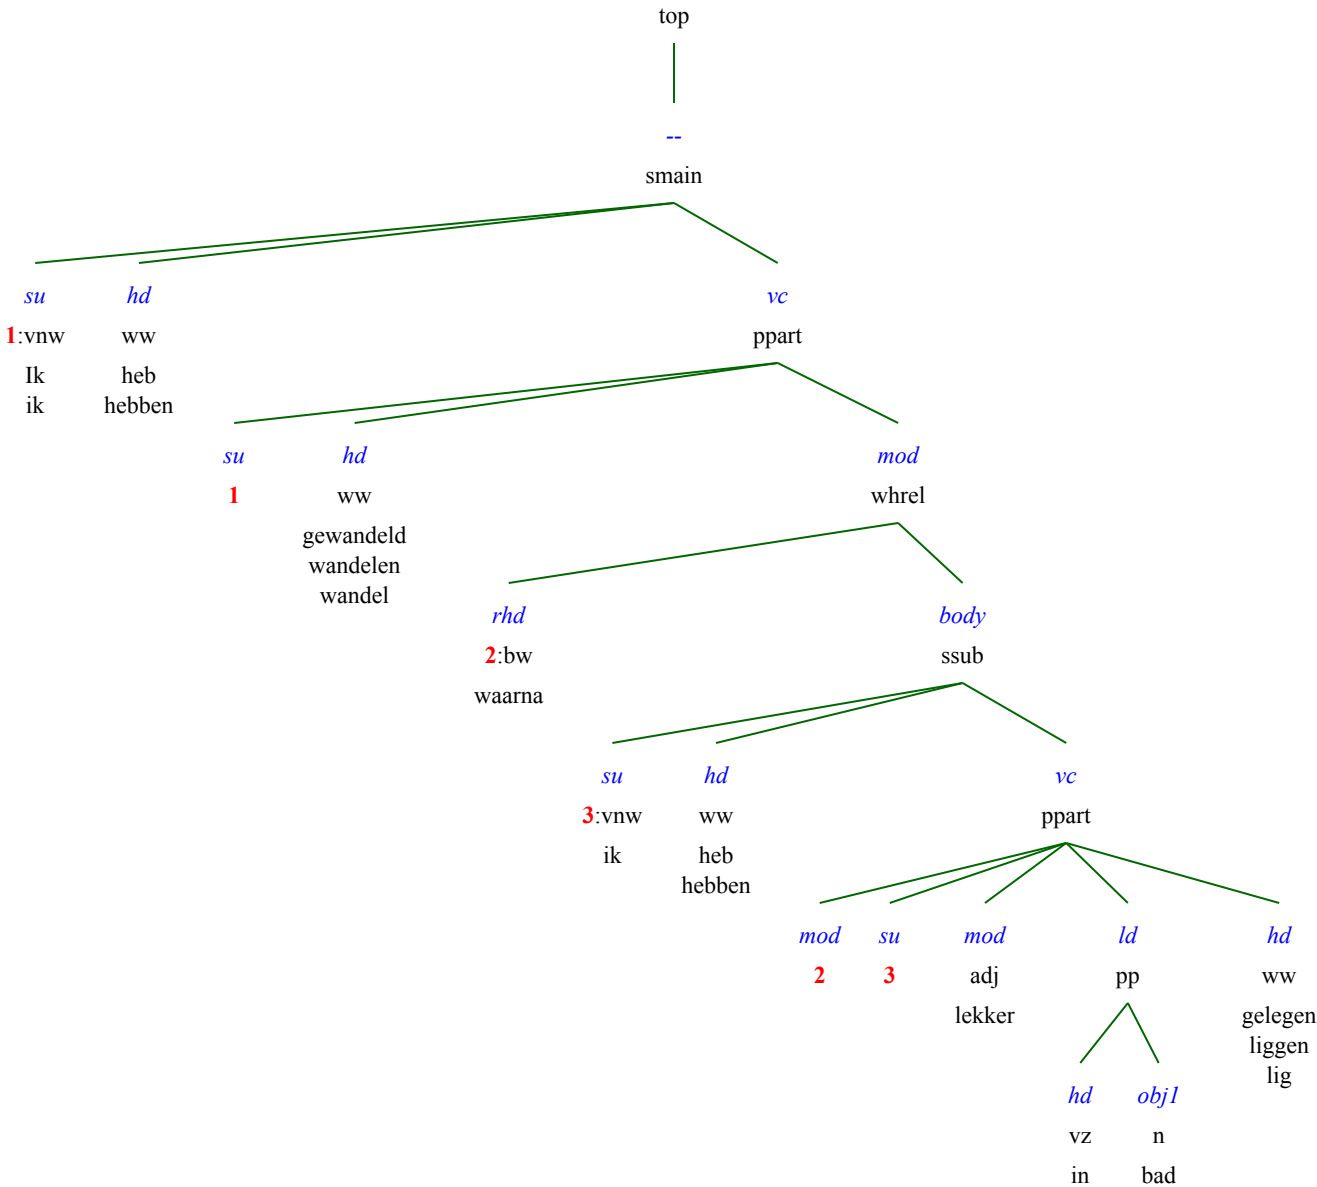 top
--
smain
su hd vc
1:vnw ww ppart
Ik heb
ik hebben
su hd mod
1 ww whrel
gewandeld
wandelen
wandel
rhd body
2:bw ssub
waarna
su hd vc
3:vnw ww ppart
ik heb
hebben
mod su mod ld hd
2 3 adj pp ww
lekker gelegen
liggen
lig
hd obj1
vz n
in bad